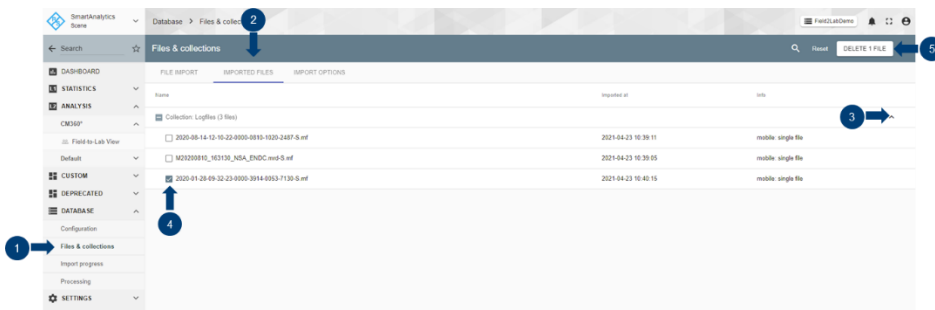 SmartAnalytics
Scene
Database > Files & collec
2
Field2LabDemo
Search
Files & collections
Reset
DELETE 1 FILE
5
DASHBOARD
FILE IMPORT
IMPORTED FILES
IMPORT OPTIONS
STATISTICS
Name
Imported at
Info
ANALYSIS
Collection: Logfiles (3 files)
3
CM360°
2020-08-14-12-10-22-0000-0810-1020-2487-S.mf
2021-04-23 10:39:11
mobile: single file
Field-to-Lab View
Default
M20200810_163130_NSA_ENDC.mxd-S.mf
2021-04-23 10:39:05
mobile: single file
CUSTOM
2020-01-28-09-32-23-0000-3914-0053-7130-S.mf
2021-04-23 10:40:15
mobile: single file
DEPRECATED
DATABASE
4
Configuration
1
Files & collections
Import progress
Processing
SETTINGS